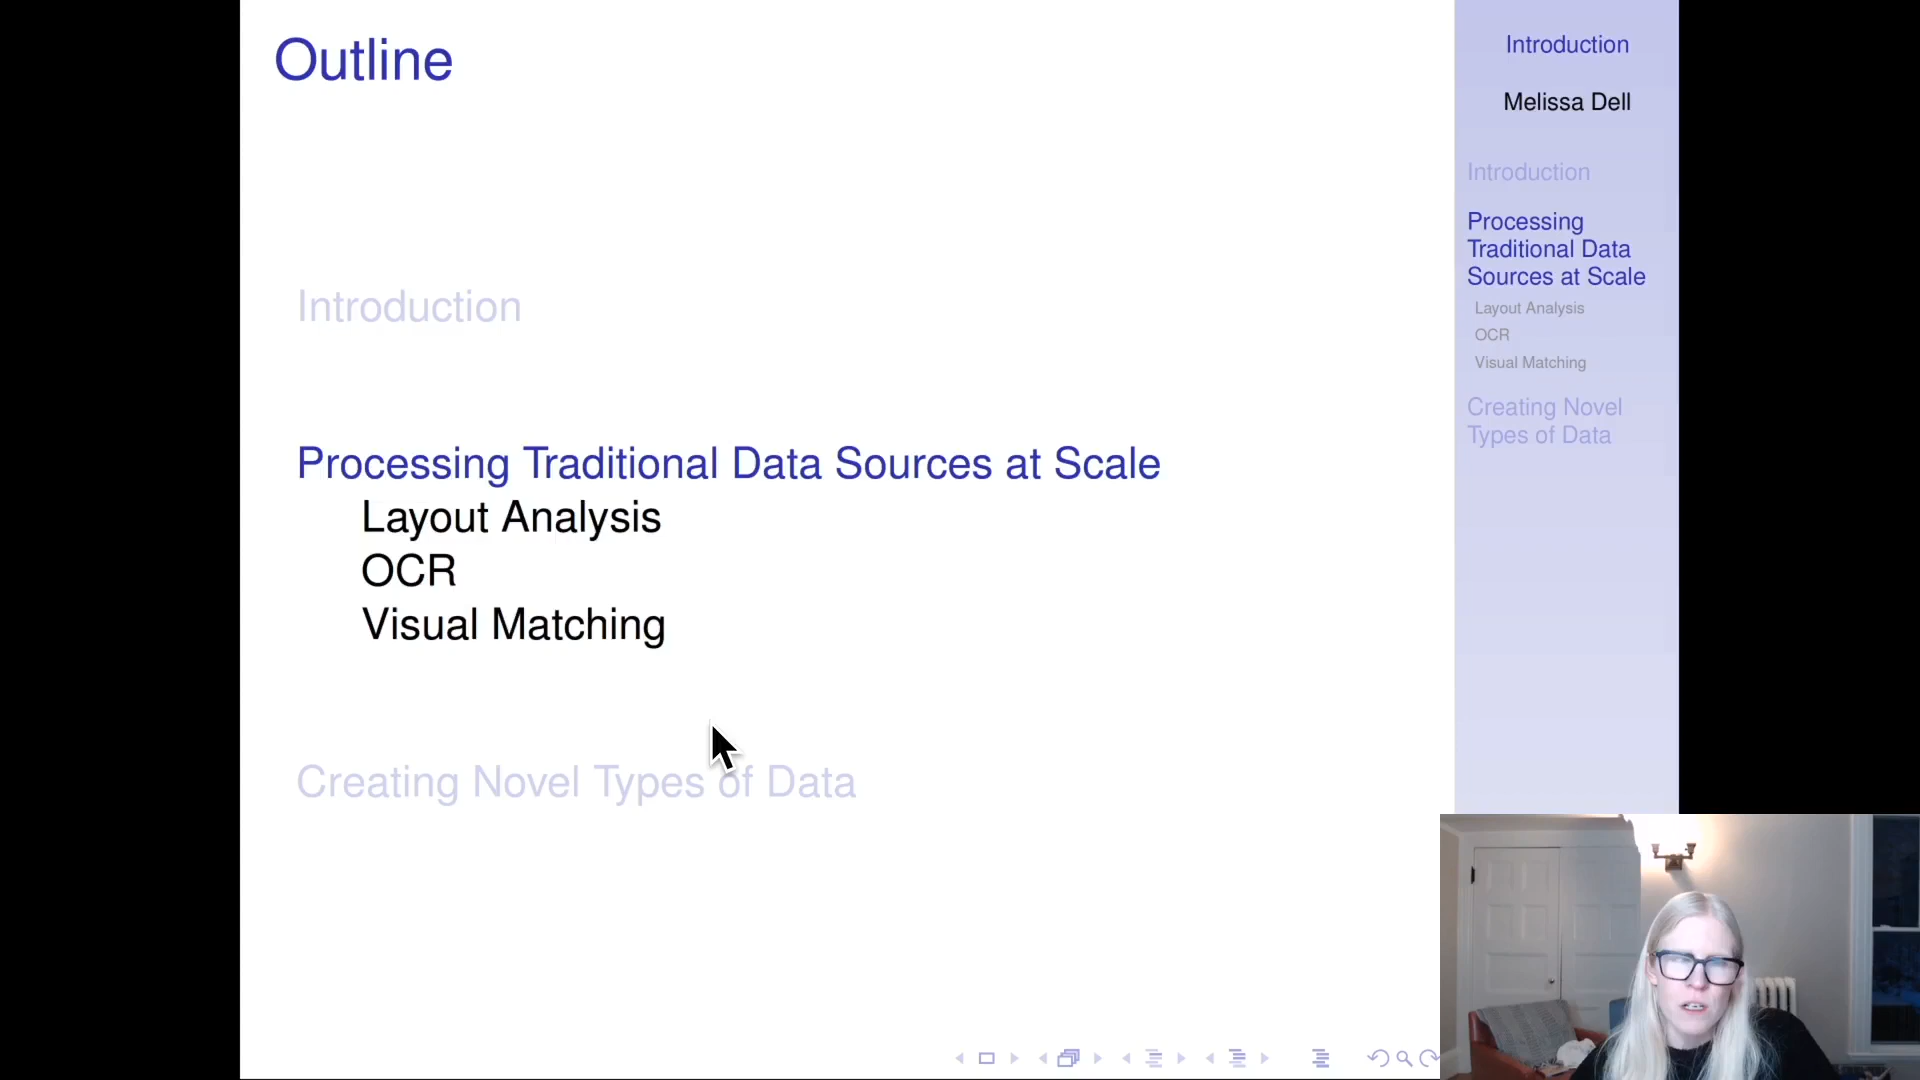 Outline
Introduction
Processing Traditional Data Sources at Scale
Layout Analysis
OCR
Visual Matching
Creating Novel Types of Data
Introduction
Melissa Dell
Introduction
Processing
Traditional Data
Sources at Scale
Layout Analysis
OCR
Visual Matching
Creating Novel
Types of Data